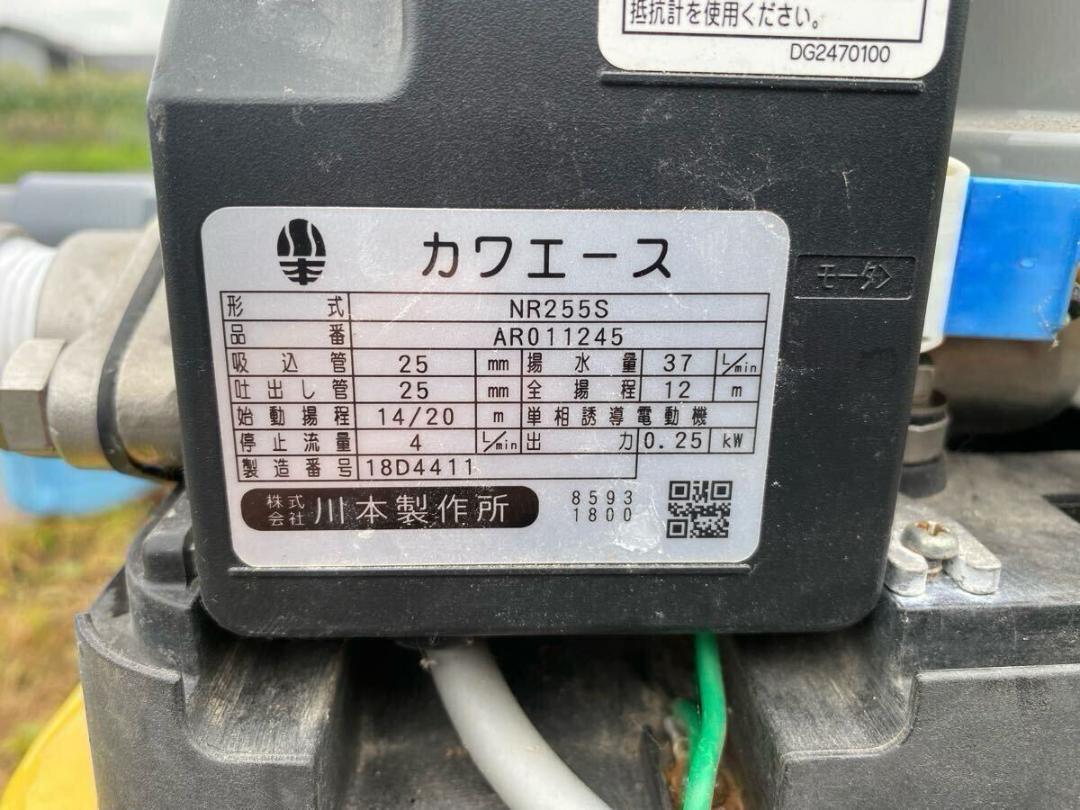 抵抗計を使用ください。
DG2470100
カワエース
形式 NR255S
品番 AR011245
吸込管 25 mm 揚水量 37 L/min
吐出し管 25 mm 全揚程 12 m
始動揚程 14/20 m 単相誘導電動機
停止流量 4 L/min 出力 0.25 kW
製造番号 18D4411
株式会社 川本製作所
8593
1800
モータ>